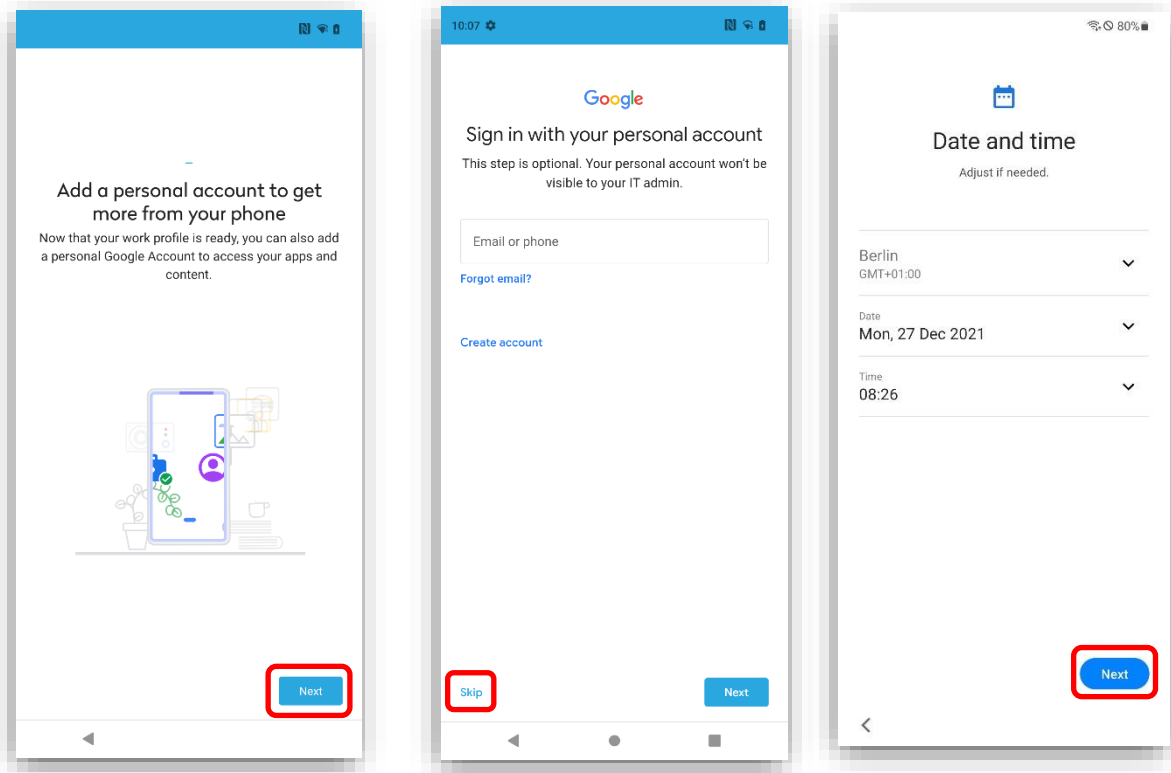 Add a personal account to get
more from your phone
Now that your work profile is ready, you can also add
a personal Google Account to access your apps and
content.
Next
10:07
Google
Sign in with your personal account
This step is optional. Your personal account won't be
visible to your IT admin.
Email or phone
Forgot email?
Create account
Skip
Next
80%
Date and time
Adjust if needed.
Berlin
GMT+01:00
Date
Mon, 27 Dec 2021
Time
08:26
Next